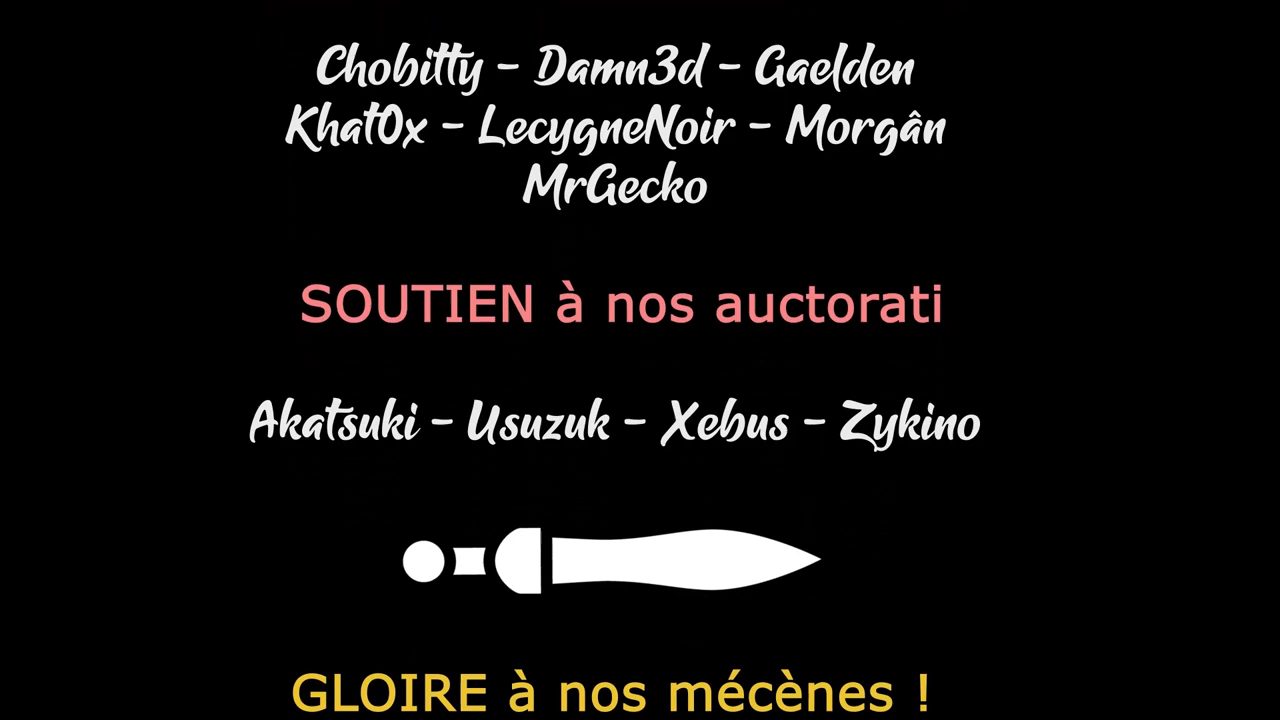 Chobitty - Damn3d - Gaelden
Khat0x - LecygneNoir - Morgân
MrGecko
SOUTIEN à nos auctorati
Akatsuki - Usuzuk - Xebus - Zykino
GLOIRE à nos mécènes !